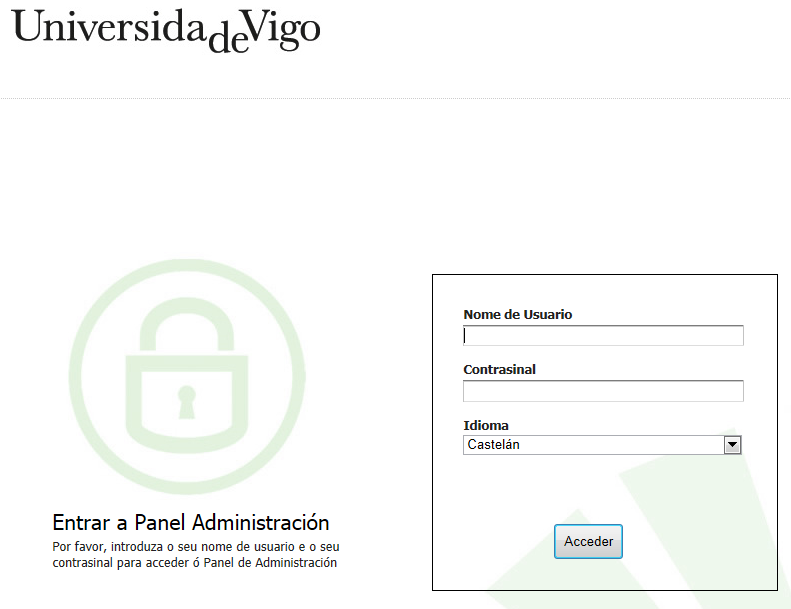 UniversidadeVigo
Nome de Usuario
Contrasinal
Idioma
Castelán
Acceder
Entrar a Panel Administración
Por favor, introduza o seu nome de usuario e o seu
contrasinal para acceder ó Panel de Administración